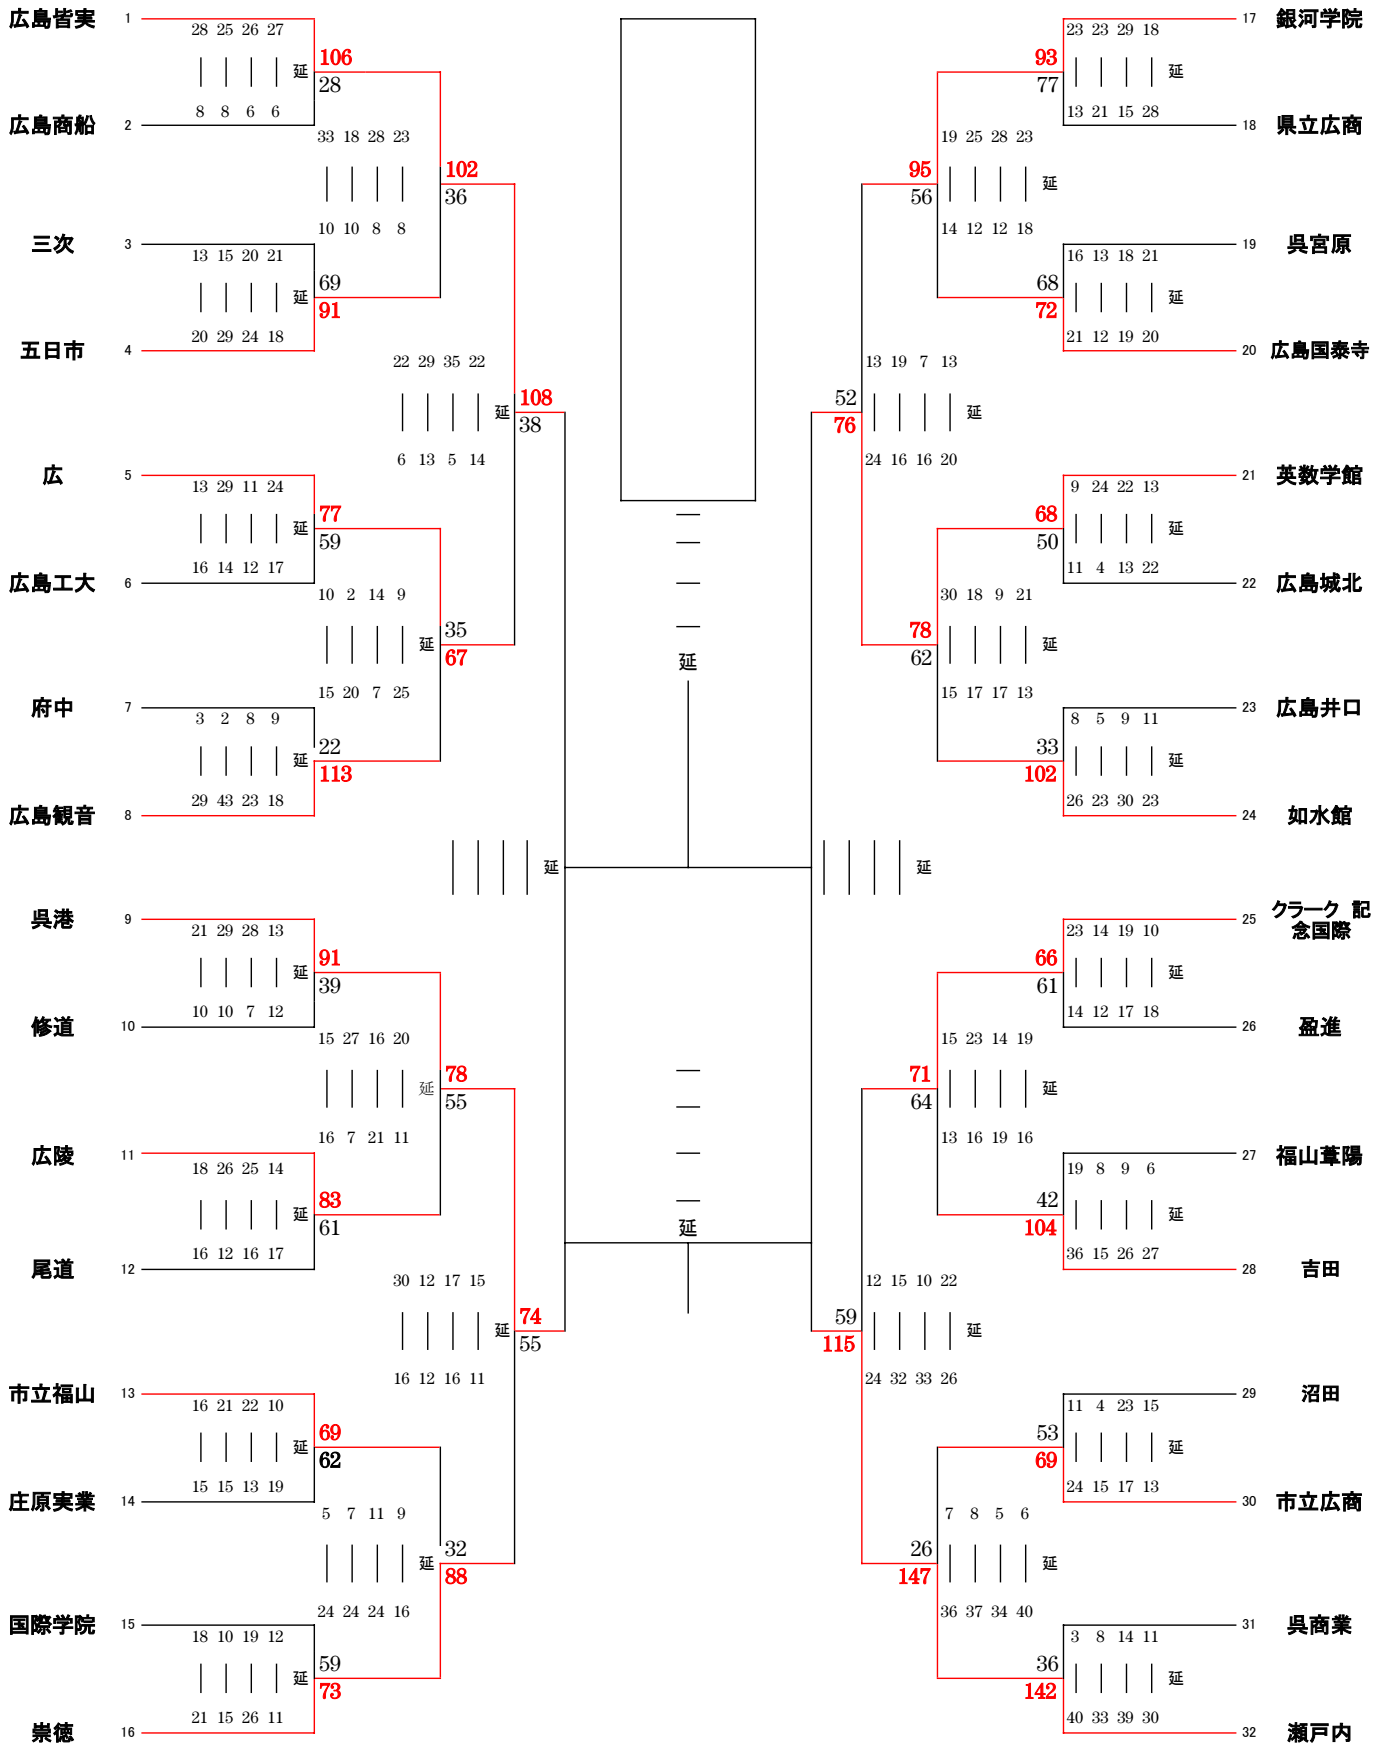 広島皆実 1
28 25 26 27
延
106
28
8 8 6 6
広島商船 2
33 18 28 23
102
36
10 10 8 8
延
三次 3
13 15 20 21
延
69
91
20 29 24 18
五日市 4
22 29 35 22
延
108
38
6 13 5 14
広 5
13 29 11 24
延
77
59
16 14 12 17
広島工大 6
10 2 14 9
延
35
67
15 20 7 25
府中 7
3 2 8 9
延
22
113
29 43 23 18
広島観音 8
延
呉港 9
21 29 28 13
延
91
39
10 10 7 12
修道 10
15 27 16 20
延
78
55
16 7 21 11
広陵 11
18 26 25 14
延
83
61
16 12 16 17
尾道 12
30 12 17 15
延
74
55
16 12 16 11
市立福山 13
16 21 22 10
延
69
62
15 15 13 19
庄原実業 14
5 7 11 9
延
32
88
24 24 24 16
国際学院 15
18 10 19 12
延
59
73
21 15 26 11
崇徳 16
延
延
17 銀河学院
23 23 29 18
93
77
延
13 21 15 28
18 県立広商
19 25 28 23
95
56
延
14 12 12 18
19 呉宮原
16 13 18 21
68
72
延
21 12 19 20
20 広島国泰寺
13 19 7 13
52
76
延
24 16 16 20
21 英数学館
9 24 22 13
68
50
延
11 4 13 22
22 広島城北
30 18 9 21
78
62
延
15 17 17 13
23 広島井口
8 5 9 11
33
102
延
26 23 30 23
24 如水館
延
25 クラーク 記
念国際
23 14 19 10
66
61
延
14 12 17 18
26 盈進
15 23 14 19
71
64
延
13 16 19 16
27 福山葦陽
19 8 9 6
42
104
延
36 15 26 27
28 吉田
12 15 10 22
59
115
延
24 32 33 26
29 沼田
11 4 23 15
53
69
延
24 15 17 13
30 市立広商
7 8 5 6
26
147
延
36 37 34 40
31 呉商業
3 8 14 11
36
142
延
40 33 39 30
32 瀬戸内